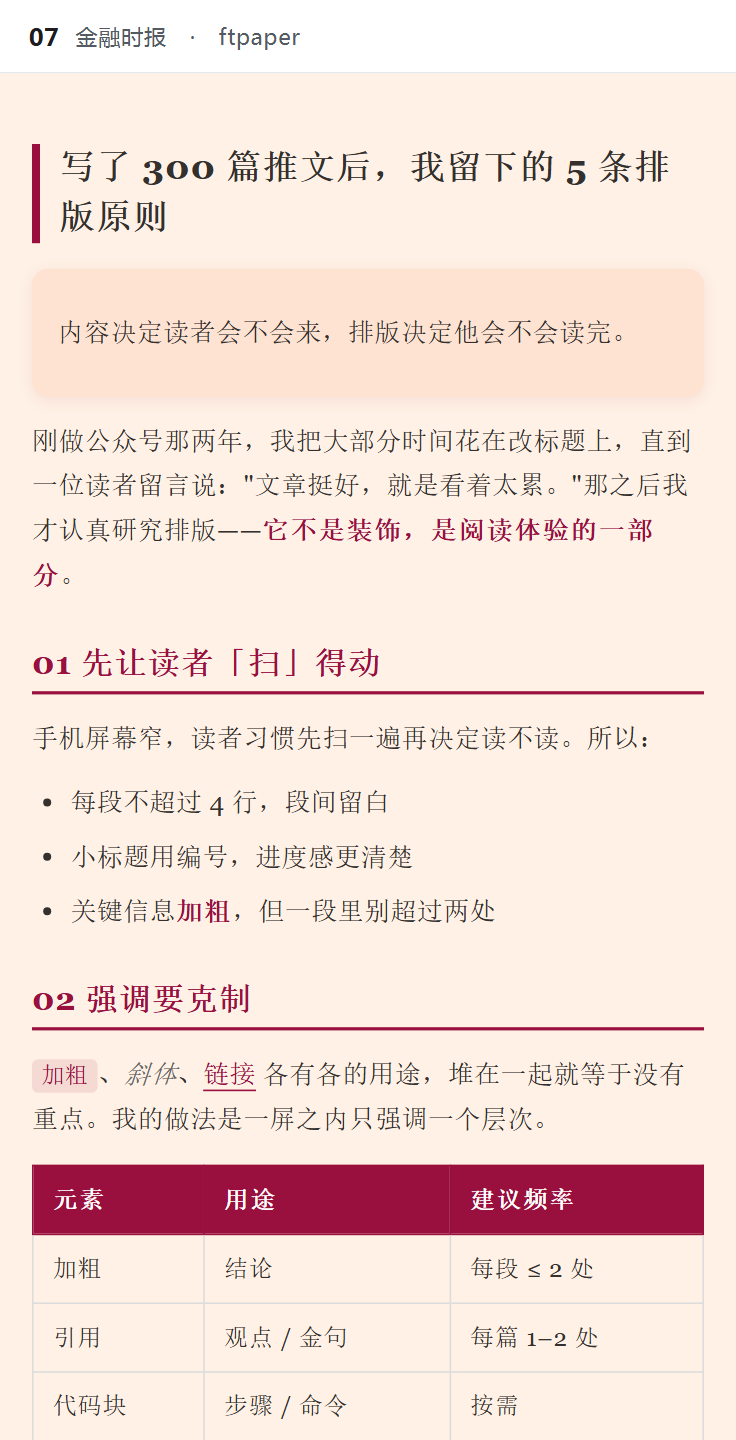 07 金融时报 · ftpaper
写了 300 篇推文后，我留下的 5 条排
版原则
内容决定读者会不会来，排版决定他会不会读完。
刚做公众号那两年，我把大部分时间花在改标题上，直到
一位读者留言说："文章挺好，就是看着太累。"那之后我
才认真研究排版——它不是装饰，是阅读体验的一部
分。
01 先让读者「扫」得动
手机屏幕窄，读者习惯先扫一遍再决定读不读。所以：
• 每段不超过 4 行，段间留白
• 小标题用编号，进度感更清楚
• 关键信息加粗，但一段里别超过两处
02 强调要克制
加粗、斜体、链接 各有各的用途，堆在一起就等于没有
重点。我的做法是一屏之内只强调一个层次。
元素 用途 建议频率
加粗 结论 每段 ≤ 2 处
引用 观点 / 金句 每篇 1–2 处
代码块 步骤 / 命令 按需